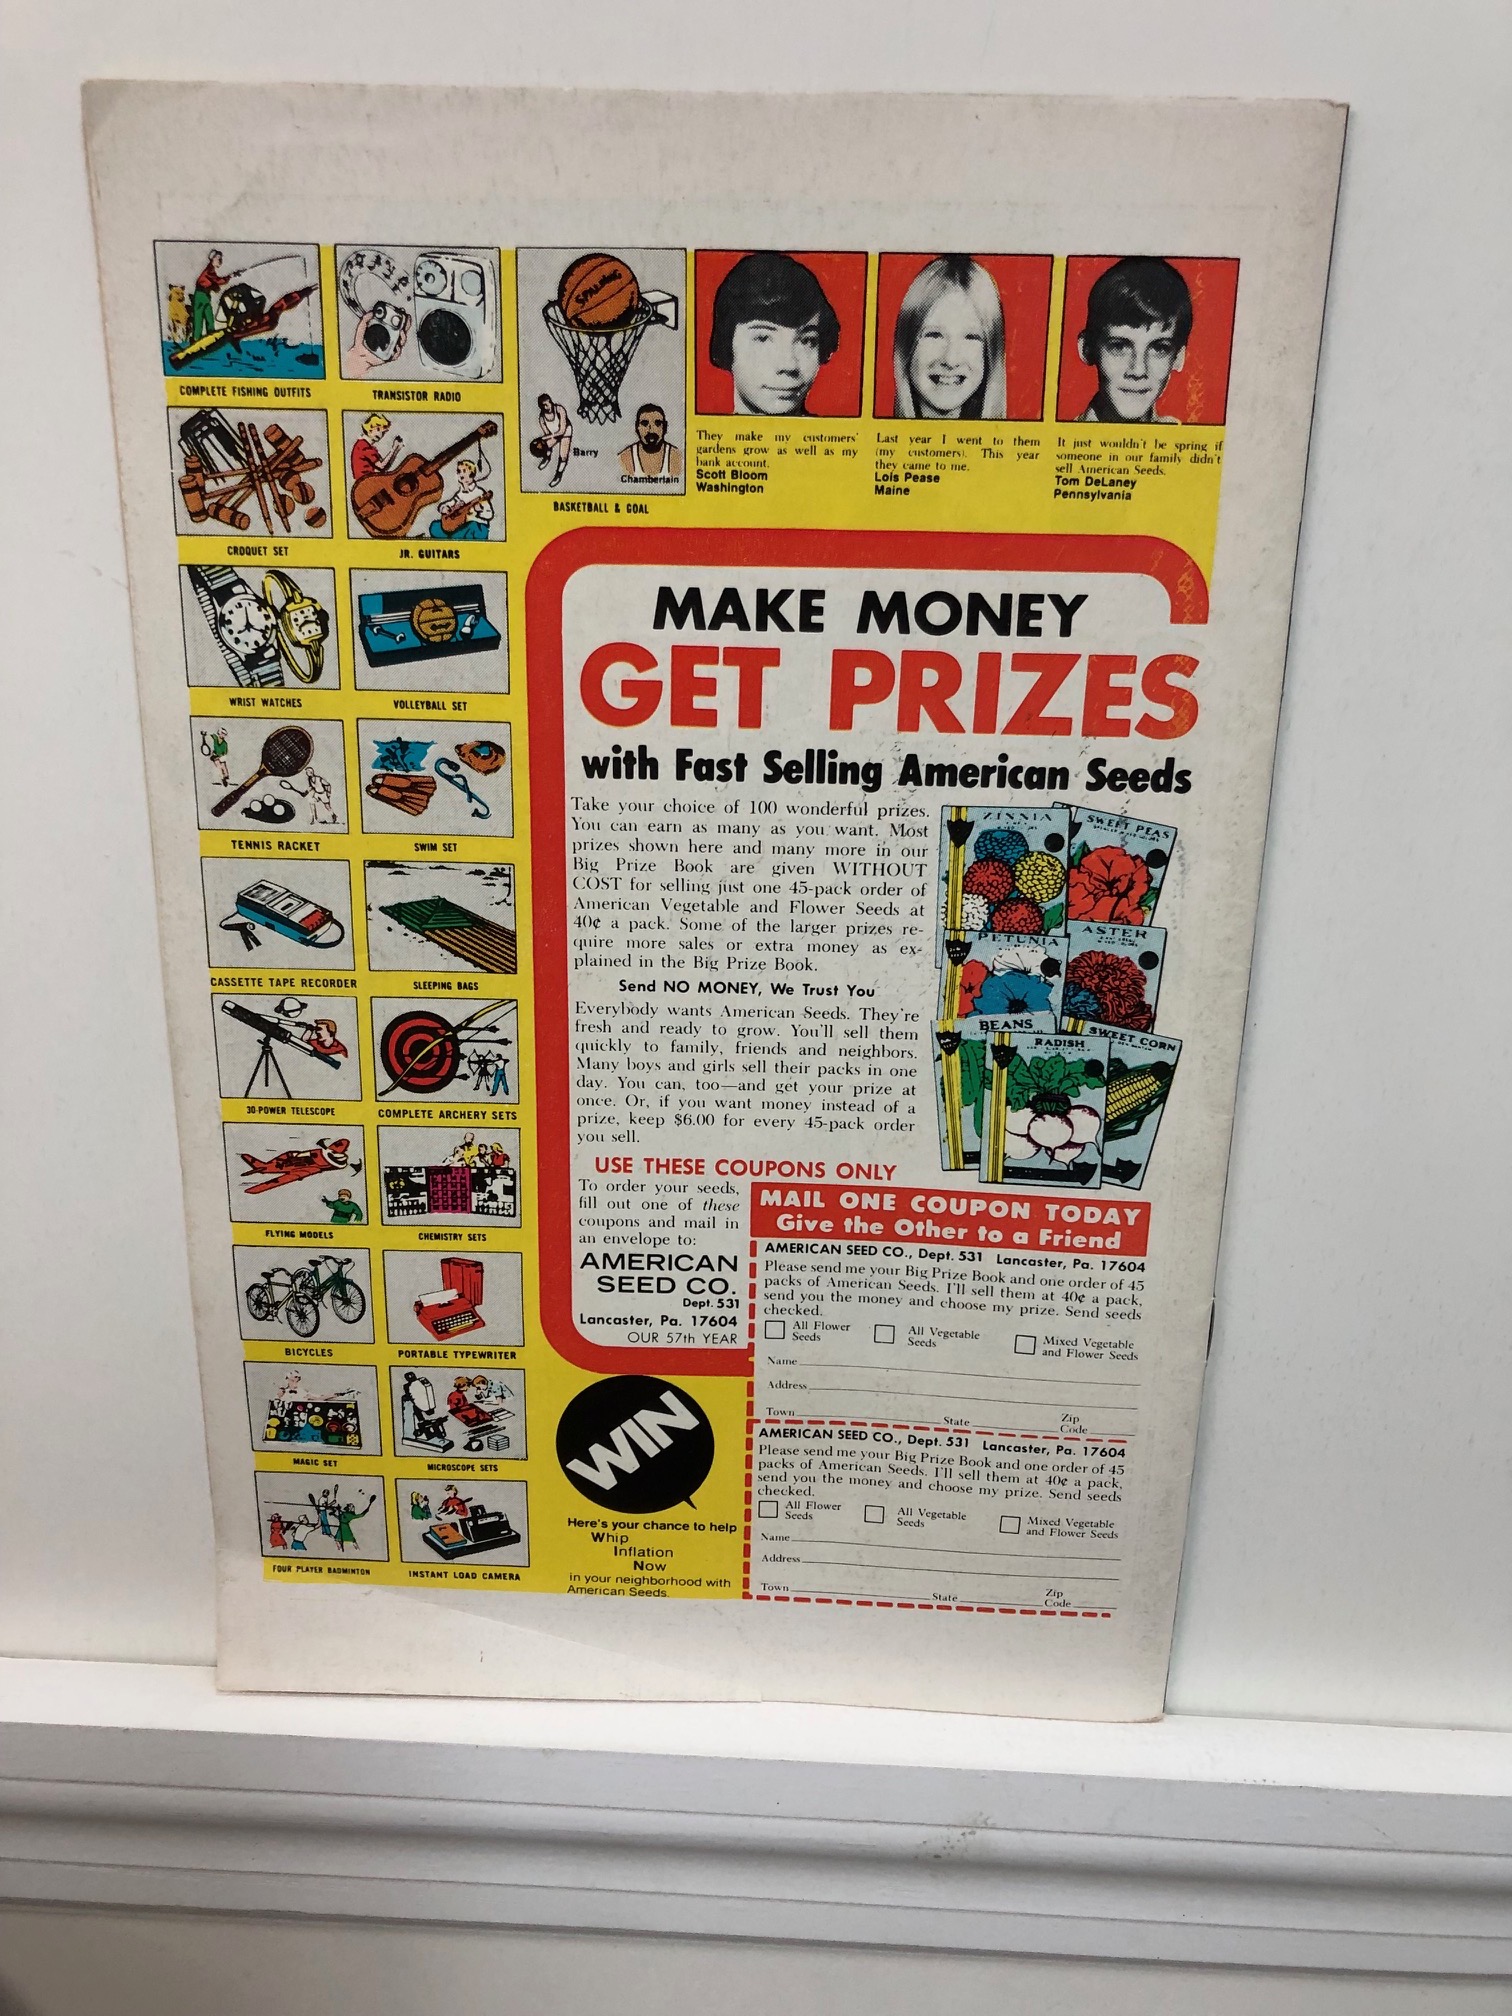 COMPLETE FISHING OUTFITS
TRANSISTOR RADIO
SPALDING
Barry
Chamberlain
BASKETBALL & GOAL
CROQUET SET
JR. GUITARS
WRIST WATCHES
VOLLEYBALL SET
TENNIS RACKET
SWIM SET
CASSETTE TAPE RECORDER
SLEEPING BAGS
30-POWER TELESCOPE
COMPLETE ARCHERY SETS
FLYING MODELS
CHEMISTRY SETS
BICYCLES
PORTABLE TYPEWRITER
MAGIC SET
MICROSCOPE SETS
FOUR PLAYER BADMINTON
INSTANT LOAD CAMERA
They make my customers'
gardens grow as well as my
bank account.
Scott Bloom
Washington
Last year I went to them
(my customers). This year
they came to me.
Lois Pease
Maine
It just wouldn't be spring if
someone in our family didn't
sell American Seeds.
Tom DeLaney
Pennsylvania
MAKE MONEY
GET PRIZES
with Fast Selling American Seeds
Take your choice of 100 wonderful prizes.
You can earn as many as you want. Most
prizes shown here and many more in our
Big Prize Book are given WITHOUT
COST for selling just one 45-pack order of
American Vegetable and Flower Seeds at
40¢ a pack. Some of the larger prizes re-
quire more sales or extra money as ex-
plained in the Big Prize Book.
Send NO MONEY, We Trust You
Everybody wants American Seeds. They're
fresh and ready to grow. You'll sell them
quickly to family, friends and neighbors.
Many boys and girls sell their packs in one
day. You can, too—and get your prize at
once. Or, if you want money instead of a
prize, keep $6.00 for every 45-pack order
you sell.
ZINNIA
SWEET PEAS
PETUNIA
ASTER
BEANS
RADISH
SWEET CORN
USE THESE COUPONS ONLY
To order your seeds,
fill out one of these
coupons and mail in
an envelope to:
AMERICAN
SEED CO.
Dept. 531
Lancaster, Pa. 17604
OUR 57th YEAR
MAIL ONE COUPON TODAY
Give the Other to a Friend
AMERICAN SEED CO., Dept. 531 Lancaster, Pa. 17604
Please send me your Big Prize Book and one order of 45
packs of American Seeds. I'll sell them at 40¢ a pack,
send you the money and choose my prize. Send seeds
checked.
All Flower Seeds
All Vegetable Seeds
Mixed Vegetable and Flower Seeds
Name
Address
Town State Zip Code
AMERICAN SEED CO., Dept. 531 Lancaster, Pa. 17604
Please send me your Big Prize Book and one order of 45
packs of American Seeds. I'll sell them at 40¢ a pack,
send you the money and choose my prize. Send seeds
checked.
All Flower Seeds
All Vegetable Seeds
Mixed Vegetable and Flower Seeds
Name
Address
Town State Zip Code
WIN
Here's your chance to help
Whip
Inflation
Now
in your neighborhood with
American Seeds.